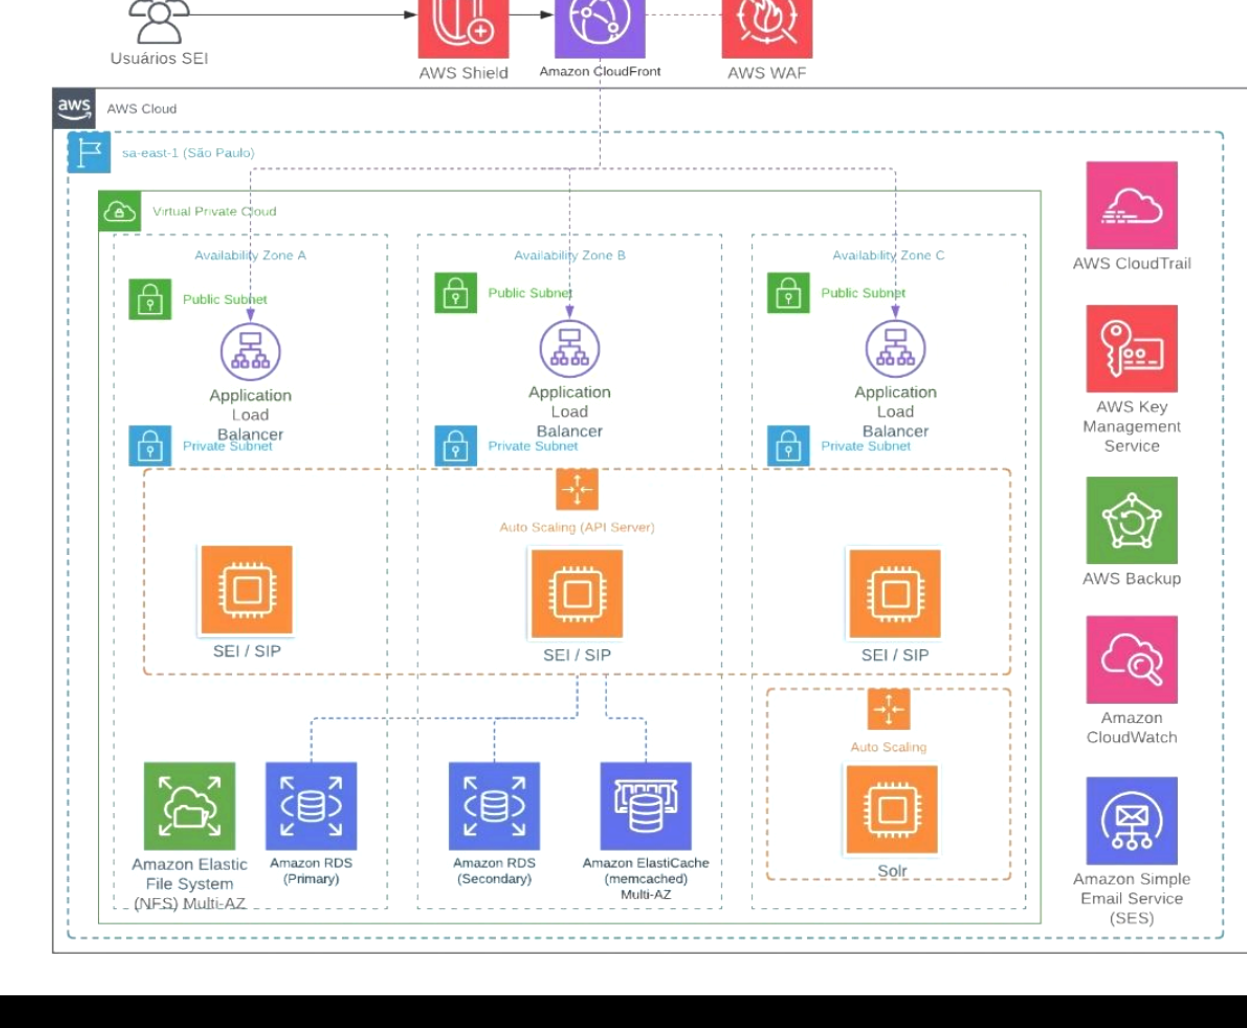 Usuários SEI
AWS Shield
Amazon CloudFront
AWS WAF
aws
AWS Cloud
sa-east-1 (São Paulo)
Virtual Private Cloud
Availability Zone A
Availability Zone B
Availability Zone C
Public Subnet
Public Subnet
Public Subnet
Application
Load
Balancer
Application
Load
Balancer
Application
Load
Balancer
Private Subnet
Private Subnet
Private Subnet
Auto Scaling (API Server)
SEI / SIP
SEI / SIP
SEI / SIP
Auto Scaling
Solr
Amazon Elastic
File System
(NFS) Multi-AZ
Amazon RDS
(Primary)
Amazon RDS
(Secondary)
Amazon ElastiCache
(memcached)
Multi-AZ
AWS CloudTrail
AWS Key
Management
Service
AWS Backup
Amazon
CloudWatch
Amazon Simple
Email Service
(SES)